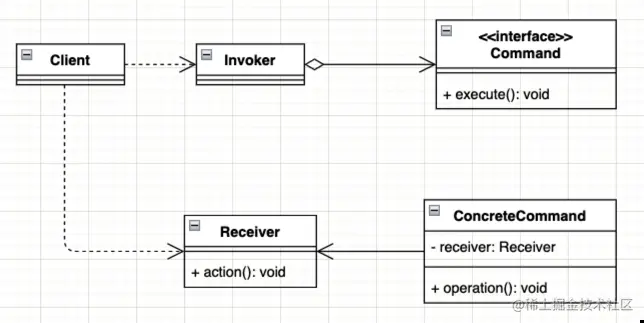 Client
Invoker
<<interface>>
Command
+ execute(): void
Receiver
+ action(): void
ConcreteCommand
- receiver: Receiver
+ operation(): void
@稀土掘金技术社区